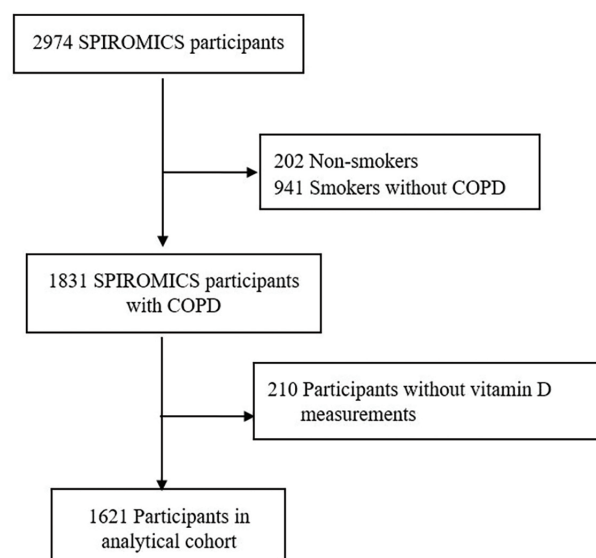 2974 SPIROMICS participants
202 Non-smokers
941 Smokers without COPD
1831 SPIROMICS participants
with COPD
210 Participants without vitamin D
measurements
1621 Participants in
analytical cohort